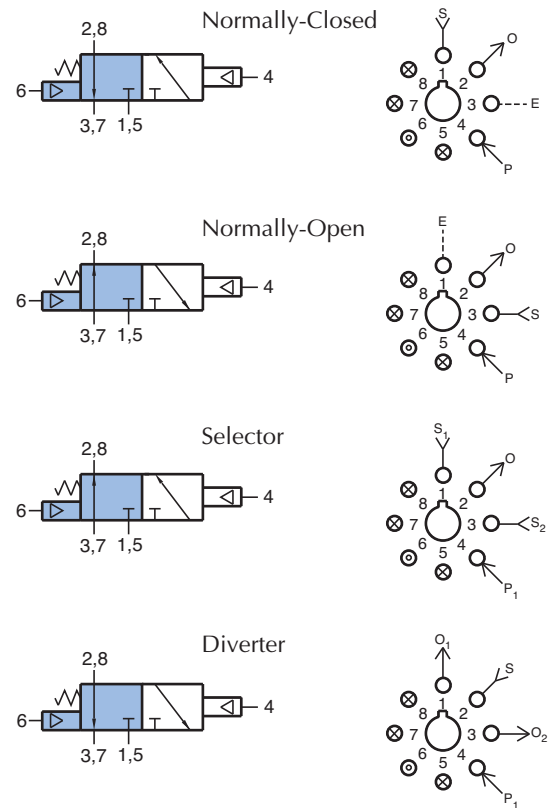 Normally-Closed
2,8
6
4
3,7 1,5
S
O
1
8 2
7 3 E
6 4
5
P
Normally-Open
2,8
6
4
3,7 1,5
E
O
1
8 2
7 3 S
6 4
5
P
Selector
2,8
6
4
3,7 1,5
S1
O
1
8 2
7 3 S2
6 4
5
P1
Diverter
2,8
6
4
3,7 1,5
O1
S
1
8 2
7 3 O2
6 4
5
P1